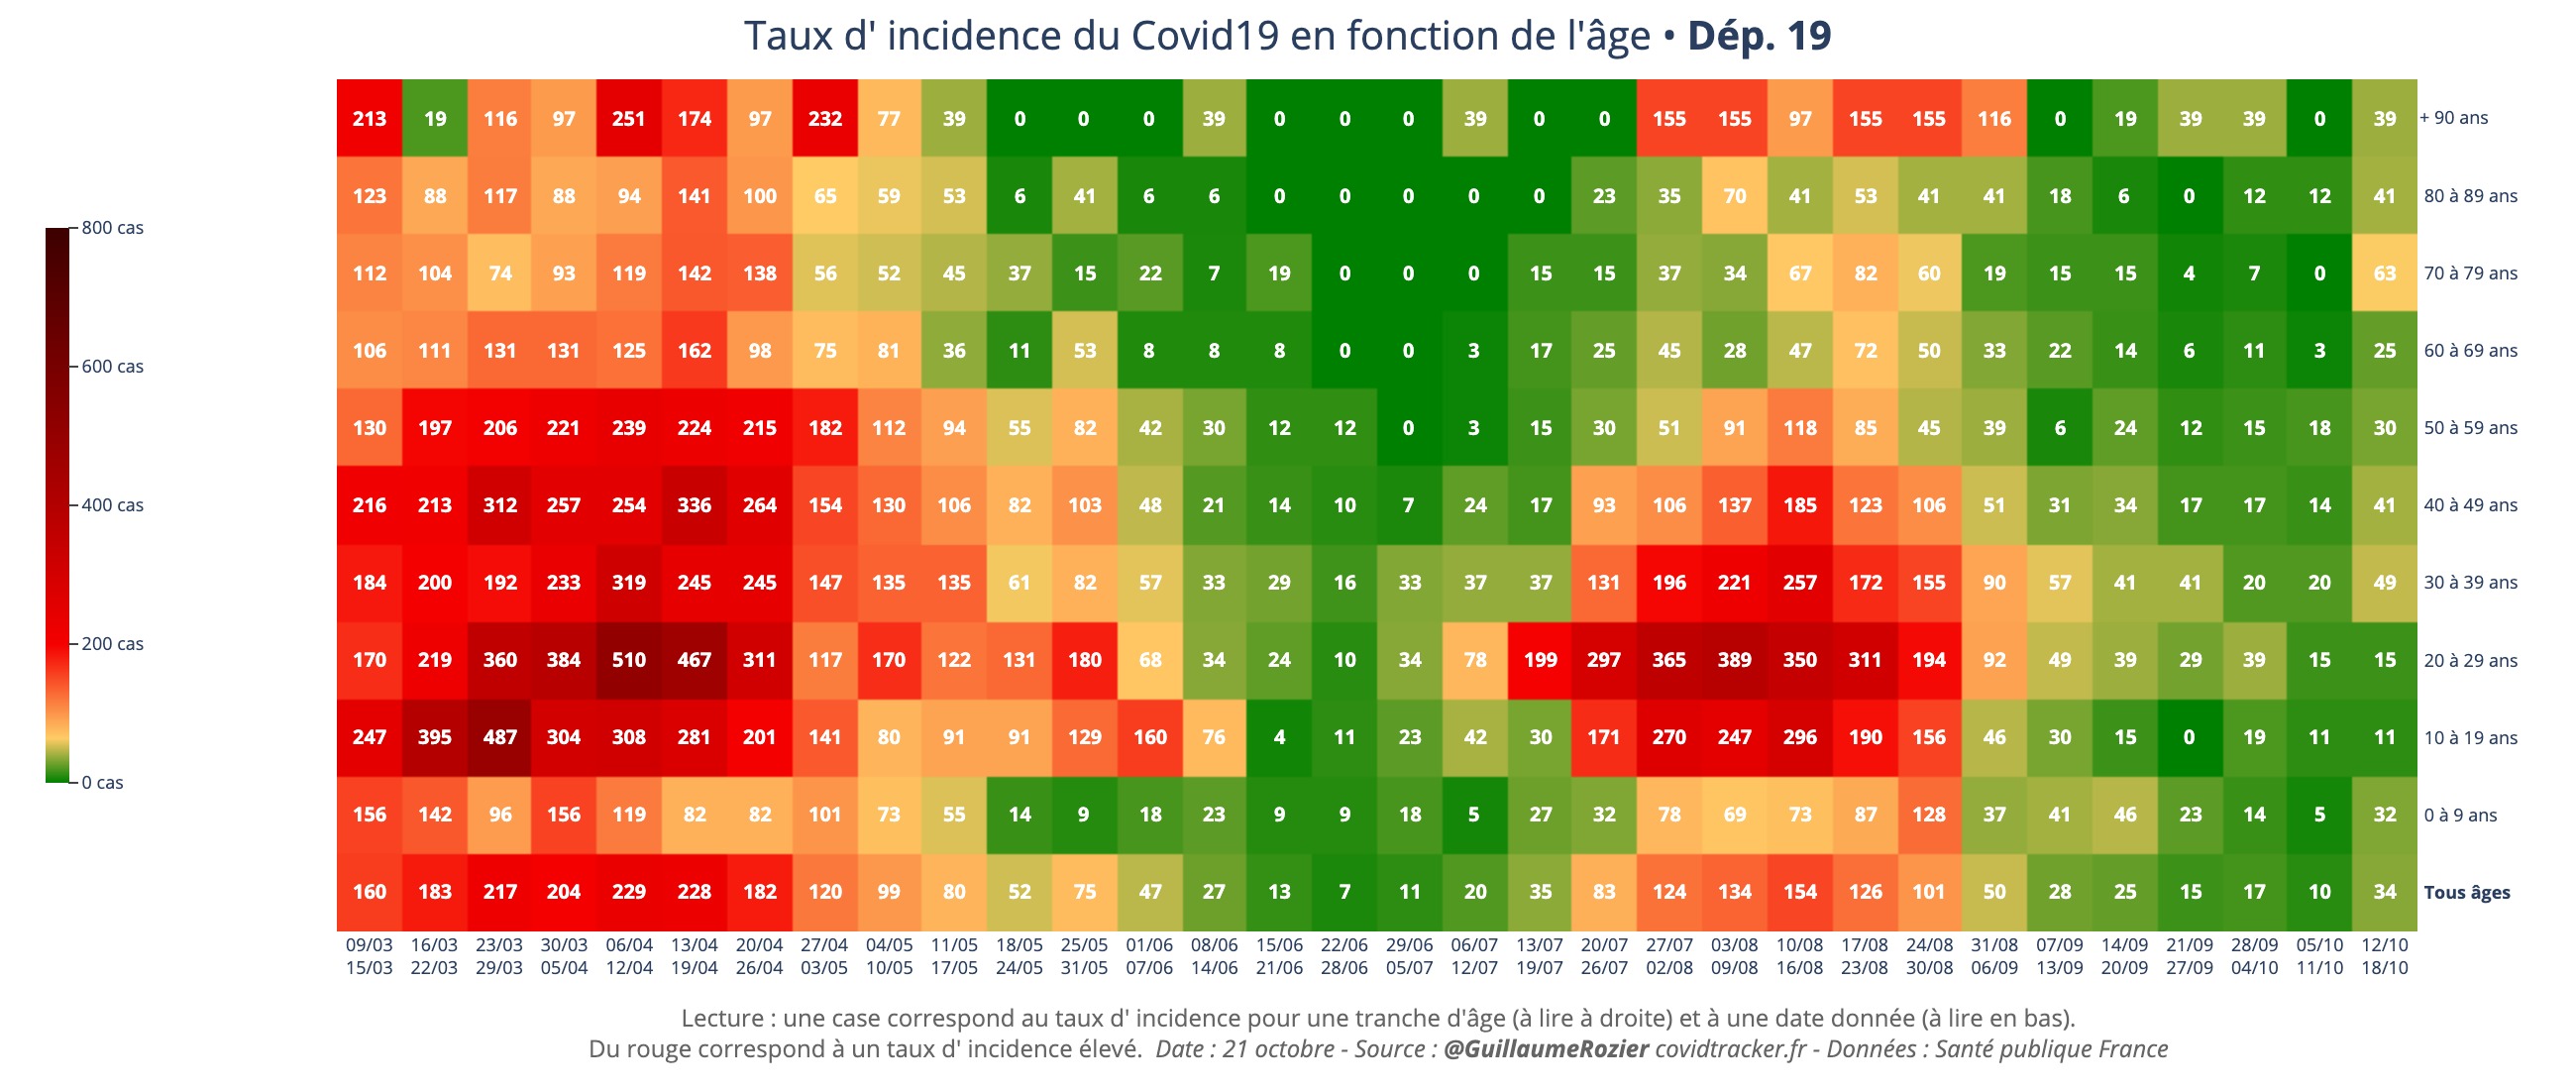 Taux d' incidence du Covid19 en fonction de l'âge • Dép. 19
800 cas
600 cas
400 cas
200 cas
0 cas
213 19 116 97 251 174 97 232 77 39 0 0 0 39 0 0 0 39 0 0 155 155 97 155 155 116 0 19 39 39 0 39 + 90 ans
123 88 117 88 94 141 100 65 59 53 6 41 6 6 0 0 0 0 0 23 35 70 41 53 41 41 18 6 0 12 12 41 80 à 89 ans
112 104 74 93 119 142 138 56 52 45 37 15 22 7 19 0 0 0 15 15 37 34 67 82 60 19 15 15 4 7 0 63 70 à 79 ans
106 111 131 131 125 162 98 75 81 36 11 53 8 8 8 0 0 3 17 25 45 28 47 72 50 33 22 14 6 11 3 25 60 à 69 ans
130 197 206 221 239 224 215 182 112 94 55 82 42 30 12 12 0 3 15 30 51 91 118 85 45 39 6 24 12 15 18 30 50 à 59 ans
216 213 312 257 254 336 264 154 130 106 82 103 48 21 14 10 7 24 17 93 106 137 185 123 106 51 31 34 17 17 14 41 40 à 49 ans
184 200 192 233 319 245 245 147 135 135 61 82 57 33 29 16 33 37 37 131 196 221 257 172 155 90 57 41 41 20 20 49 30 à 39 ans
170 219 360 384 510 467 311 117 170 122 131 180 68 34 24 10 34 78 199 297 365 389 350 311 194 92 49 39 29 39 15 15 20 à 29 ans
247 395 487 304 308 281 201 141 80 91 91 129 160 76 4 11 23 42 30 171 270 247 296 190 156 46 30 15 0 19 11 11 10 à 19 ans
156 142 96 156 119 82 82 101 73 55 14 9 18 23 9 9 18 5 27 32 78 69 73 87 128 37 41 46 23 14 5 32 0 à 9 ans
160 183 217 204 229 228 182 120 99 80 52 75 47 27 13 7 11 20 35 83 124 134 154 126 101 50 28 25 15 17 10 34 Tous âges
09/03 16/03 23/03 30/03 06/04 13/04 20/04 27/04 04/05 11/05 18/05 25/05 01/06 08/06 15/06 22/06 29/06 06/07 13/07 20/07 27/07 03/08 10/08 17/08 24/08 31/08 07/09 14/09 21/09 28/09 05/10 12/10
15/03 22/03 29/03 05/04 12/04 19/04 26/04 03/05 10/05 17/05 24/05 31/05 07/06 14/06 21/06 28/06 05/07 12/07 19/07 26/07 02/08 09/08 16/08 23/08 30/08 06/09 13/09 20/09 27/09 04/10 11/10 18/10
Lecture : une case correspond au taux d' incidence pour une tranche d'âge (à lire à droite) et à une date donnée (à lire en bas).
Du rouge correspond à un taux d' incidence élevé. Date : 21 octobre - Source : @GuillaumeRozier covidtracker.fr - Données : Santé publique France